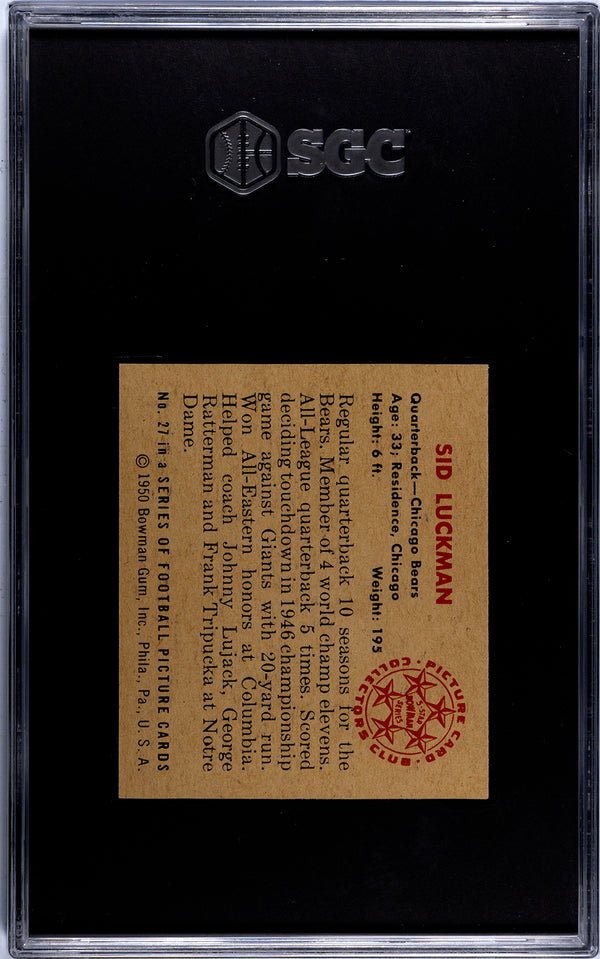 SGC
SID LUCKMAN
Quarterback—Chicago Bears
Age: 33; Residence, Chicago
Height: 6 ft. Weight: 195
PICTURE CARD
COLLECTORS CLUB
5-STAR
BOWMAN
SERIES
Regular quarterback 10 seasons for the
Bears. Member of 4 world champ elevens.
All-League quarterback 5 times. Scored
deciding touchdown in 1946 championship
game against Giants with 20-yard run.
Won All-Eastern honors at Columbia.
Helped coach Johnny Lujack, George
Ratterman and Frank Tripucka at Notre
Dame.
No. 27 in a SERIES OF FOOTBALL PICTURE CARDS
© 1950 Bowman Gum, Inc., Phila., Pa., U. S. A.